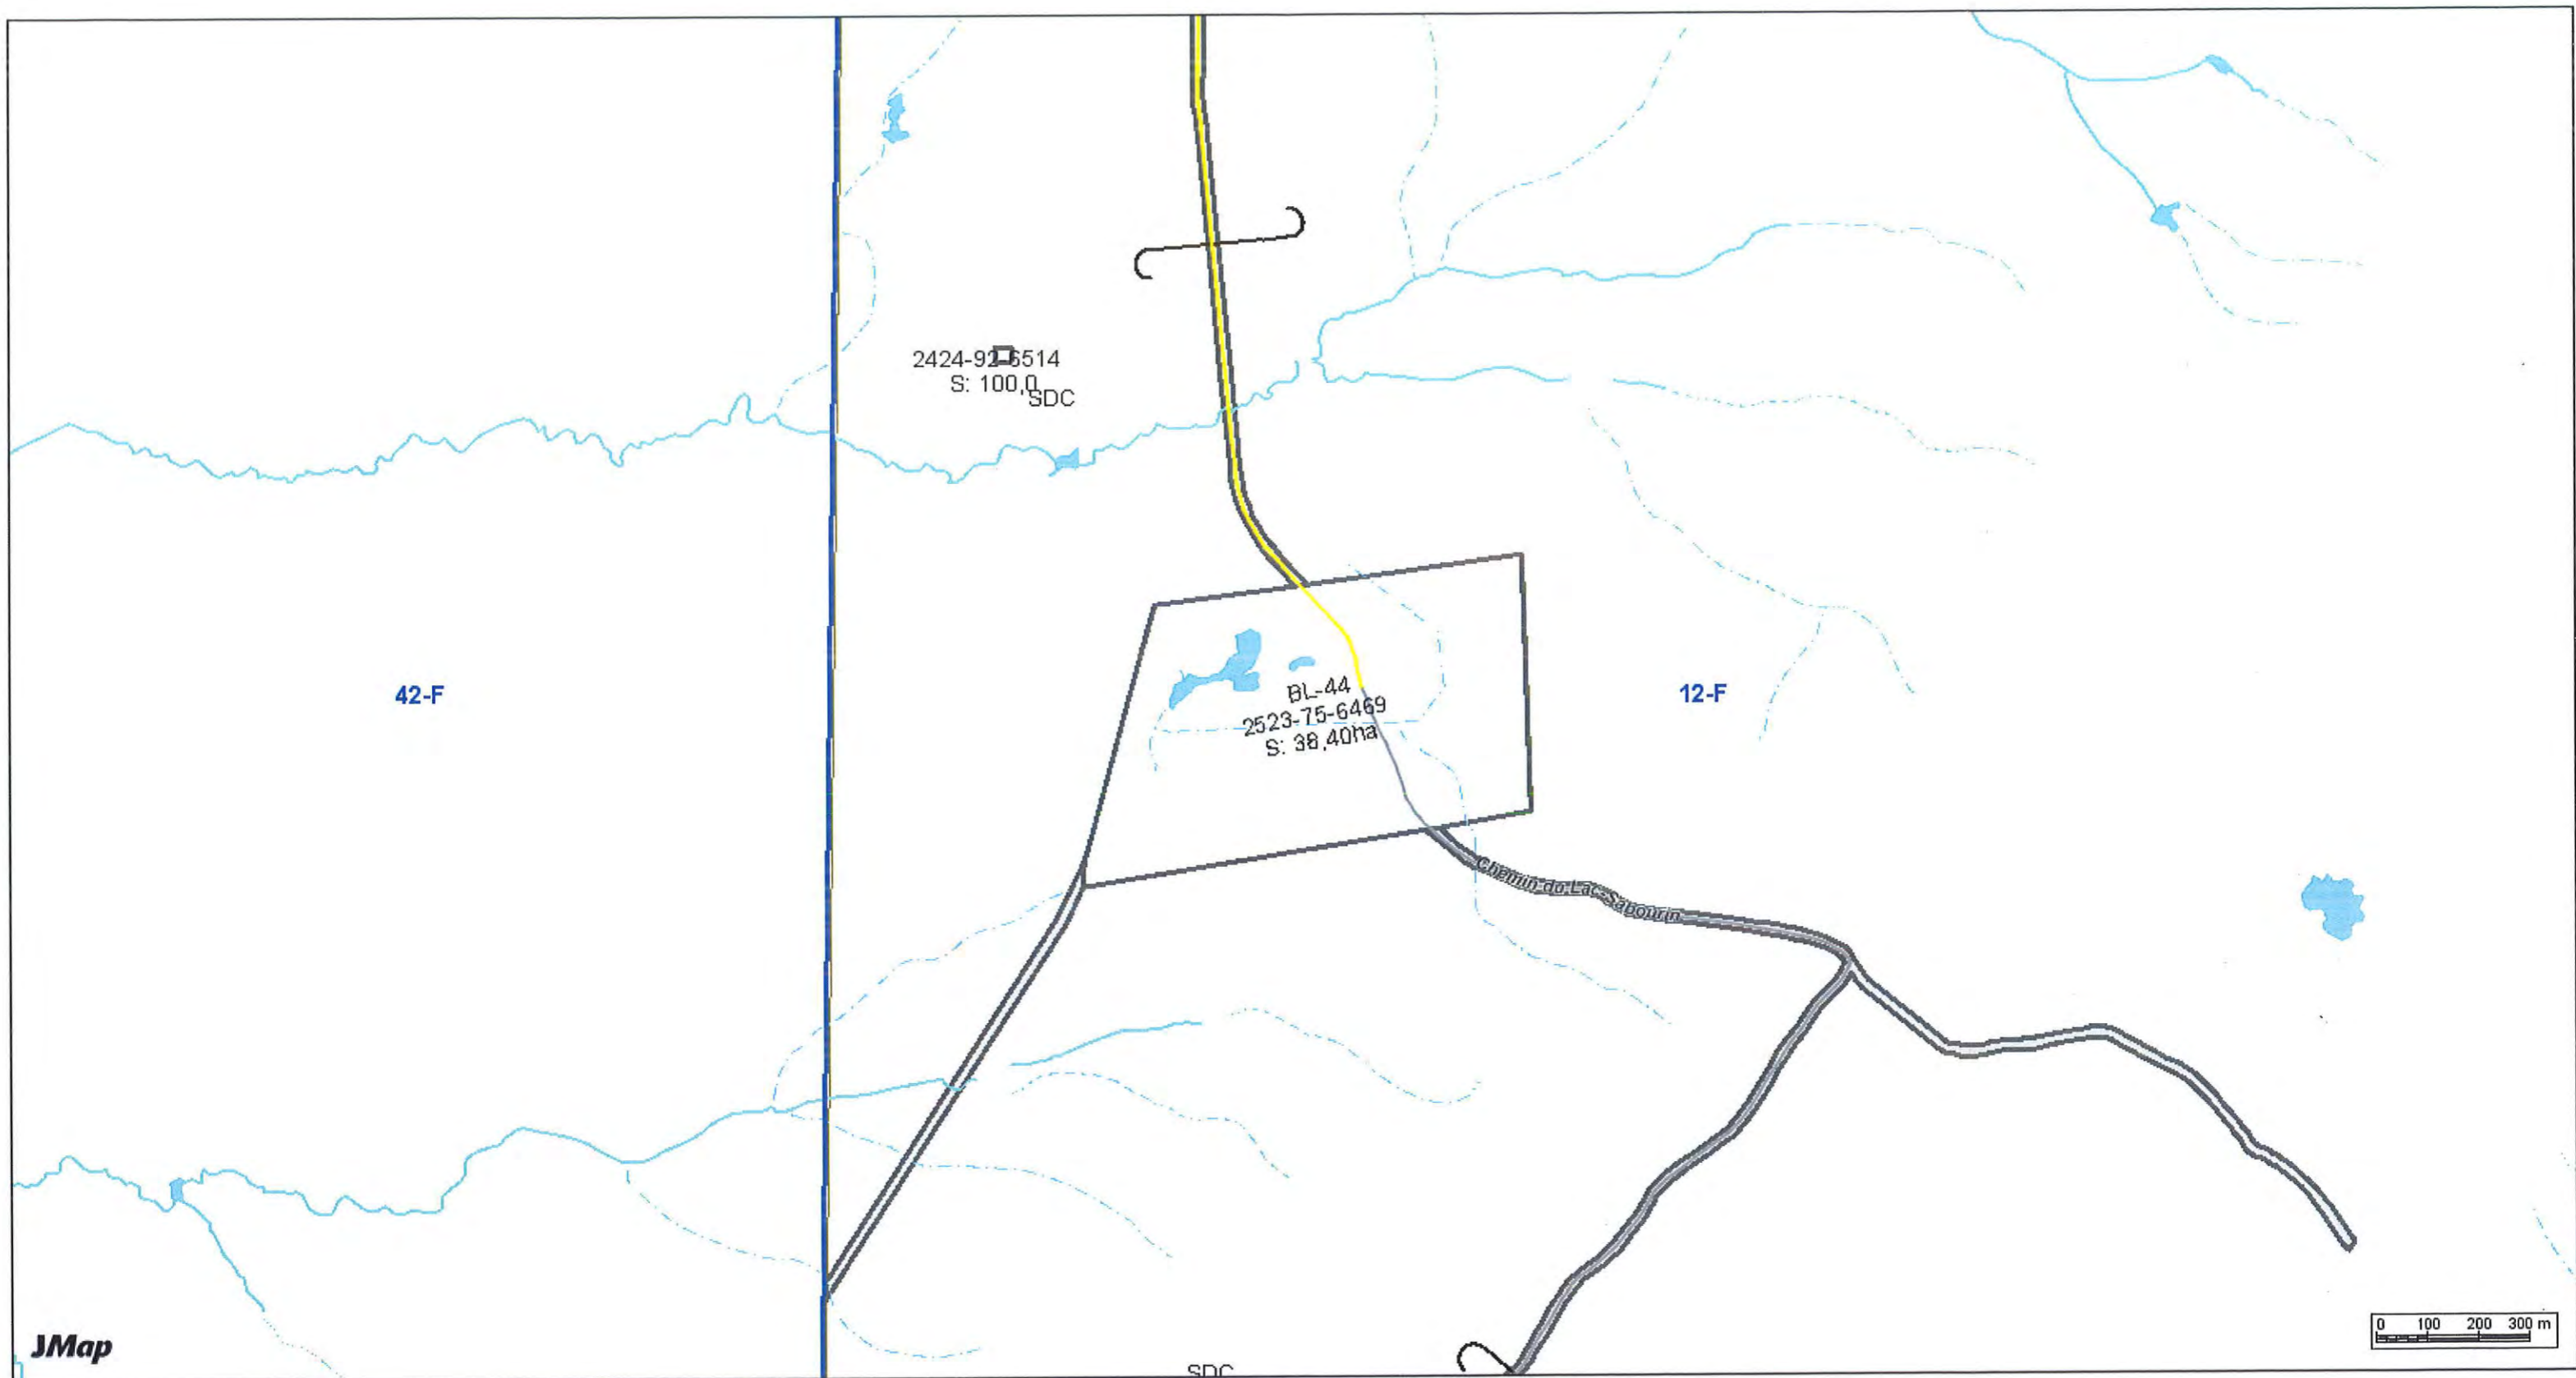 2424-92-6514
S: 100,0
SDC
42-F
12-F
BL-44
2523-75-6469
S: 38,40ha
Chemin du Lac-Sabourin
0 100 200 300 m
JMap
SDC